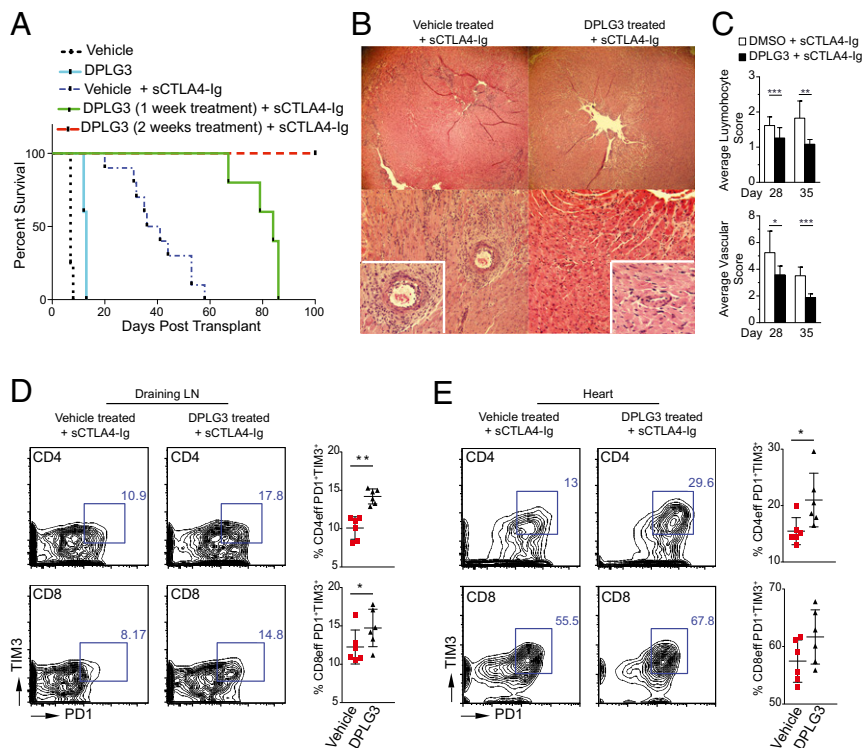 A
Vehicle
DPLG3
Vehicle + sCTLA4-Ig
DPLG3 (1 week treatment) + sCTLA4-Ig
DPLG3 (2 weeks treatment) + sCTLA4-Ig
Percent Survival
100
50
0
0 20 40 60 80 100
Days Post Transplant
B
Vehicle treated
+ sCTLA4-Ig
DPLG3 treated
+ sCTLA4-Ig
C
DMSO + sCTLA4-Ig
DPLG3 + sCTLA4-Ig
Average Luymohocyte
Score
3
2
1
0
*** **
Day 28 35
Average Vascular
Score
8
6
4
2
0
* ***
Day 28 35
D
Draining LN
Vehicle treated
+ sCTLA4-Ig
DPLG3 treated
+ sCTLA4-Ig
CD4
10.9
CD4
17.8
% CD4eff PD1+TIM3+
20
15
10
5
**
CD8
8.17
CD8
14.8
% CD8eff PD1+TIM3+
20
15
10
5
*
TIM3
PD1
Vehicle
DPLG3
E
Heart
Vehicle treated
+ sCTLA4-Ig
DPLG3 treated
+ sCTLA4-Ig
CD4
13
CD4
29.6
% CD4eff PD1+TIM3+
30
20
10
*
CD8
55.5
CD8
67.8
% CD8eff PD1+TIM3+
70
60
50
TIM3
PD1
Vehicle
DPLG3